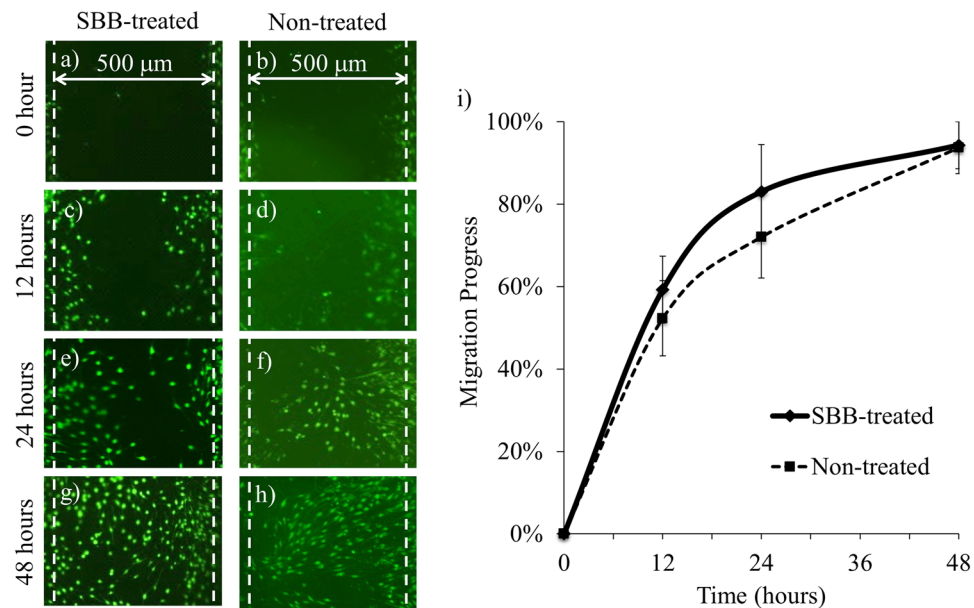 SBB-treated
Non-treated
0 hour
a)
500 μm
b)
500 μm
12 hours
c)
d)
24 hours
e)
f)
48 hours
g)
h)
i)
100%
80%
60%
40%
20%
0%
Migration Progress
SBB-treated
Non-treated
0
12
24
36
48
Time (hours)